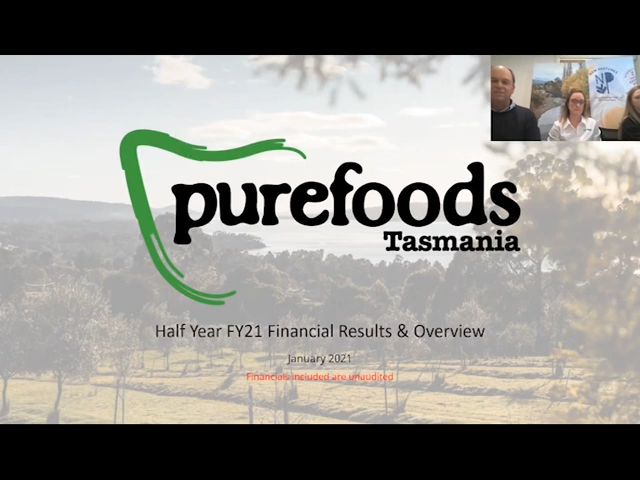 purefoods
Tasmania
Half Year FY21 Financial Results & Overview
January 2021
Financials included are unaudited